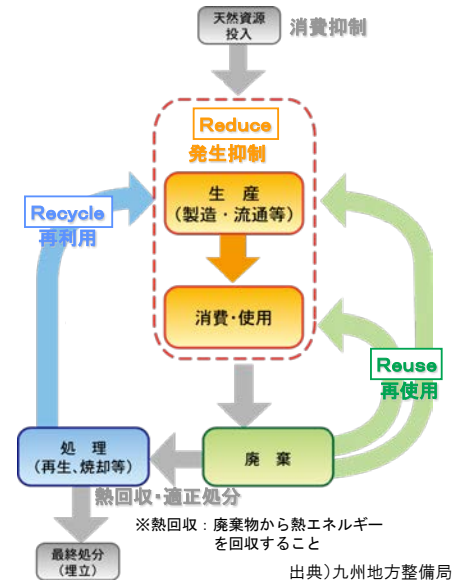 天然資源
投入
消費抑制
Reduce
発生抑制
生　産
（製造・流通等）
Recycle
再利用
消費・使用
Reuse
再使用
処　理
（再生、焼却等）
廃　棄
熱回収・適正処分
※熱回収：廃棄物から熱エネルギー
を回収すること
最終処分
（埋立）
出典）九州地方整備局